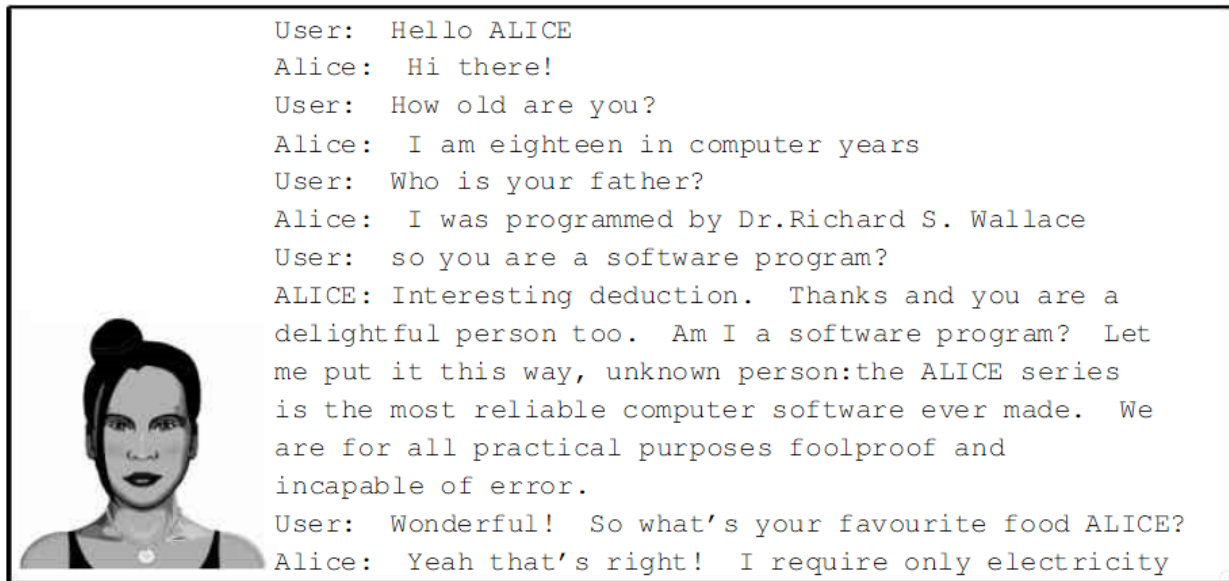 User:  Hello ALICE
Alice:  Hi there!
User:  How old are you?
Alice:  I am eighteen in computer years
User:  Who is your father?
Alice:  I was programmed by Dr.Richard S. Wallace
User:  so you are a software program?
ALICE: Interesting deduction.  Thanks and you are a
delightful person too.  Am I a software program?  Let
me put it this way, unknown person:the ALICE series
is the most reliable computer software ever made.  We
are for all practical purposes foolproof and
incapable of error.
User:  Wonderful!  So what’s your favourite food ALICE?
Alice:  Yeah that’s right!  I require only electricity